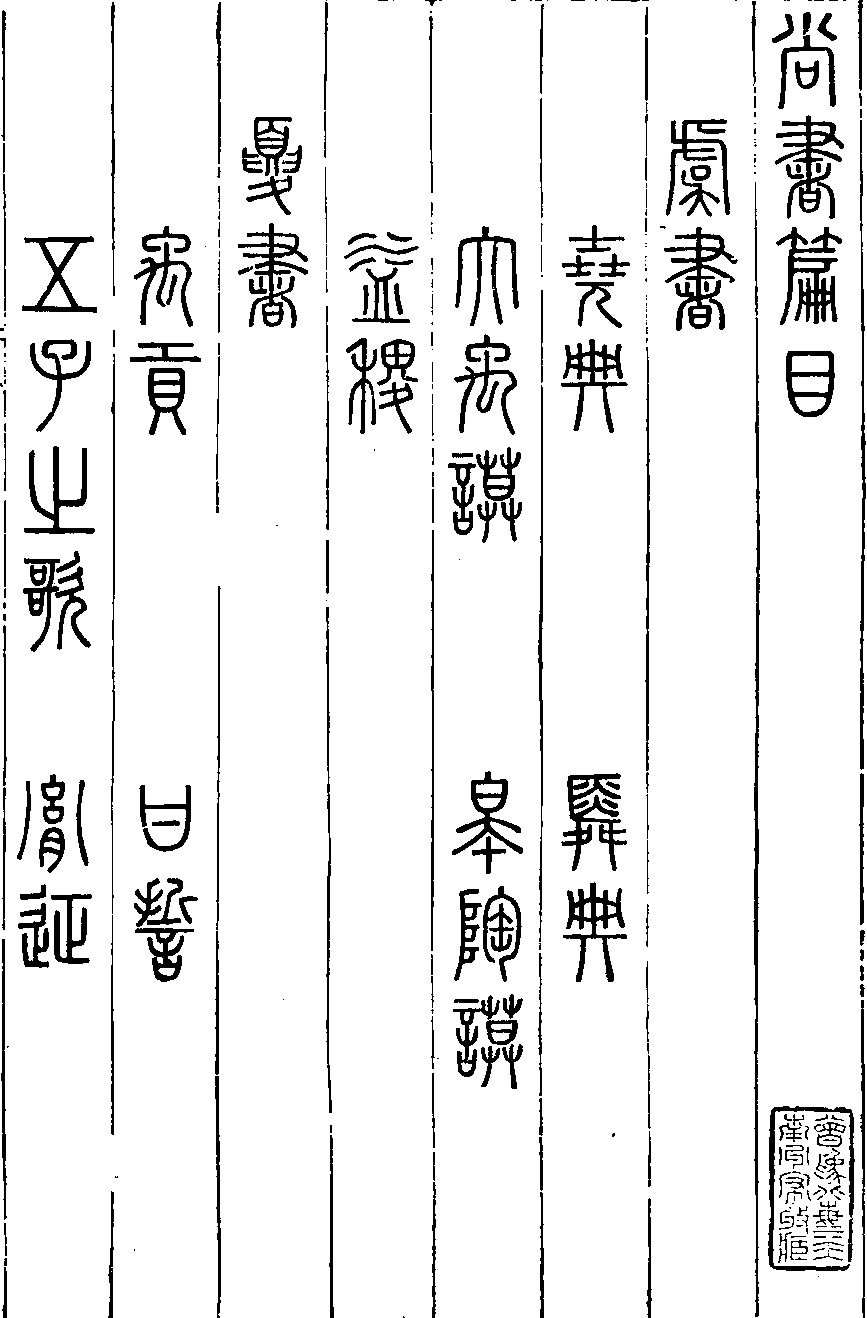 尚書篇目
虞書
堯典 舜典
大禹謨 皋陶謨
益稷
夏書
禹貢 甘誓
五子之歌 胤征